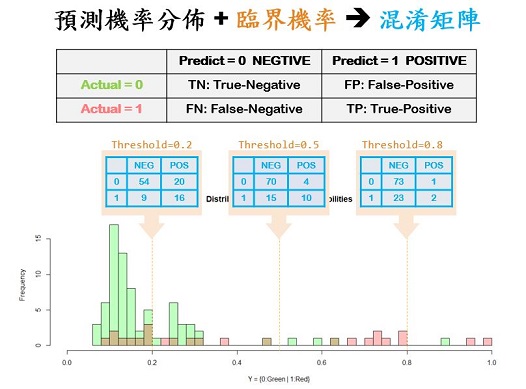 預測機率分佈 + 臨界機率 → 混淆矩陣
Predict = 0 NEGTIVE Predict = 1 POSITIVE
Actual = 0 TN: True-Negative FP: False-Positive
Actual = 1 FN: False-Negative TP: True-Positive
Threshold=0.2 Threshold=0.5 Threshold=0.8
NEG POS NEG POS NEG POS
0 54 20 0 70 4 0 73 1
1 9 16 1 15 10 1 23 2
Distril bilities
Frequency
15
10
5
0
0.0 0.2 0.4 0.6 0.8 1.0
Y = {0:Green | 1:Red}